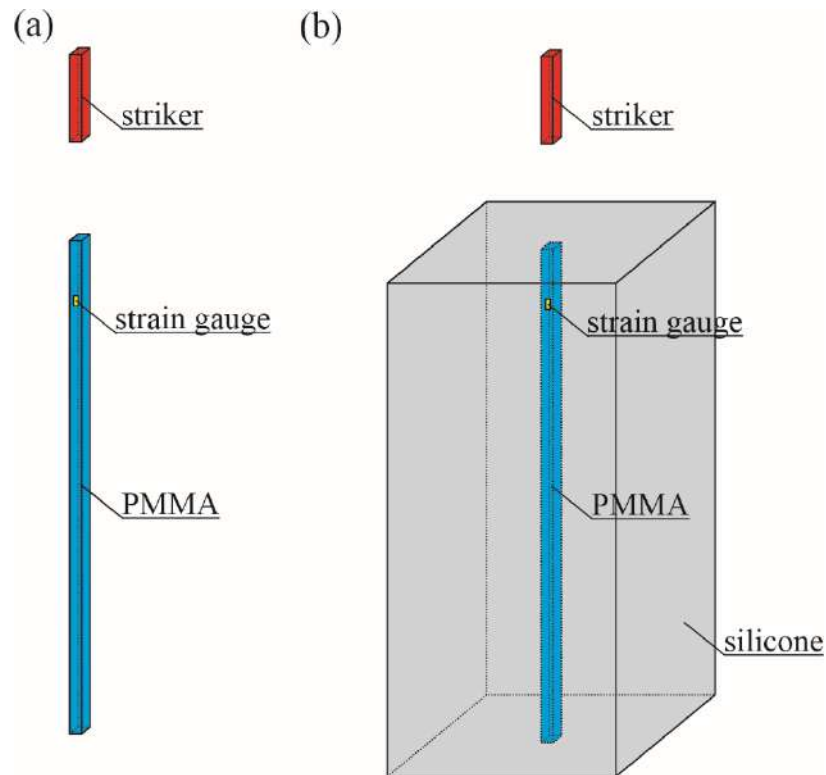 (a)
striker
strain gauge
PMMA
(b)
striker
strain gauge
PMMA
silicone